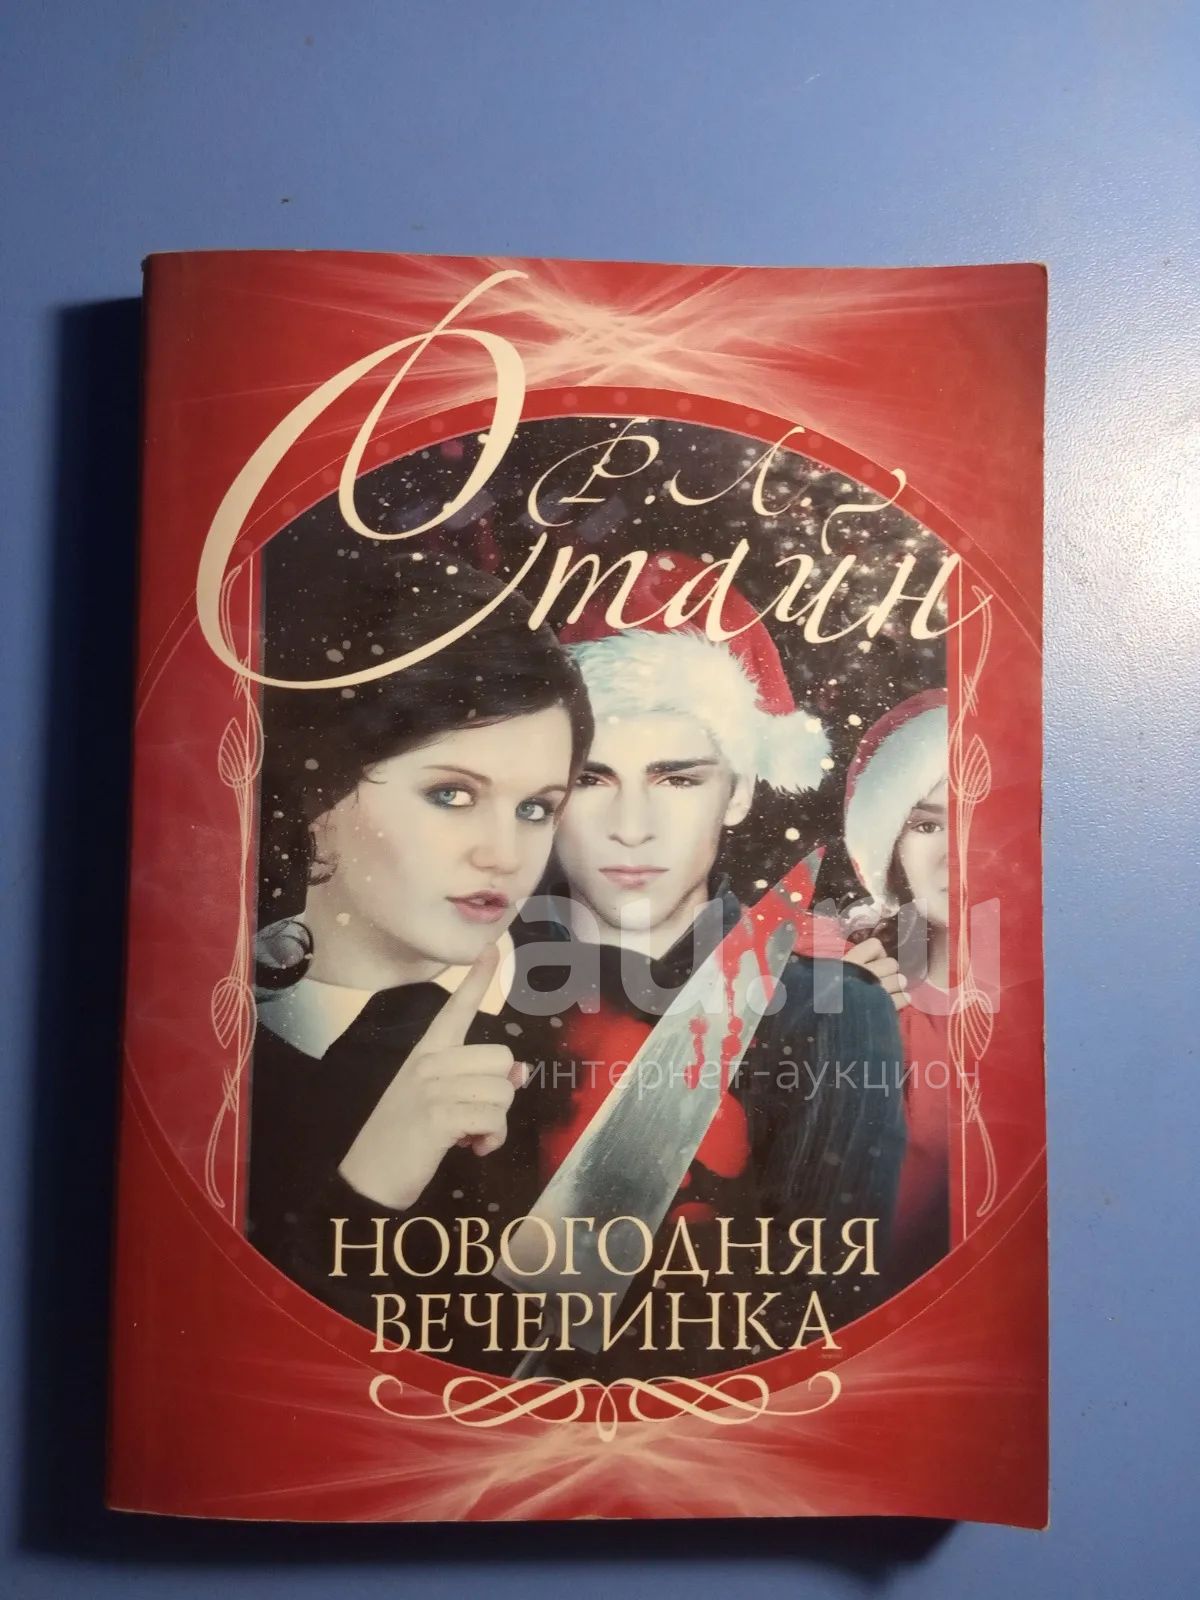 Р. Л.
Стайн
au.ru
интернет-аукцион
НОВОГОДНЯЯ
ВЕЧЕРИНКА